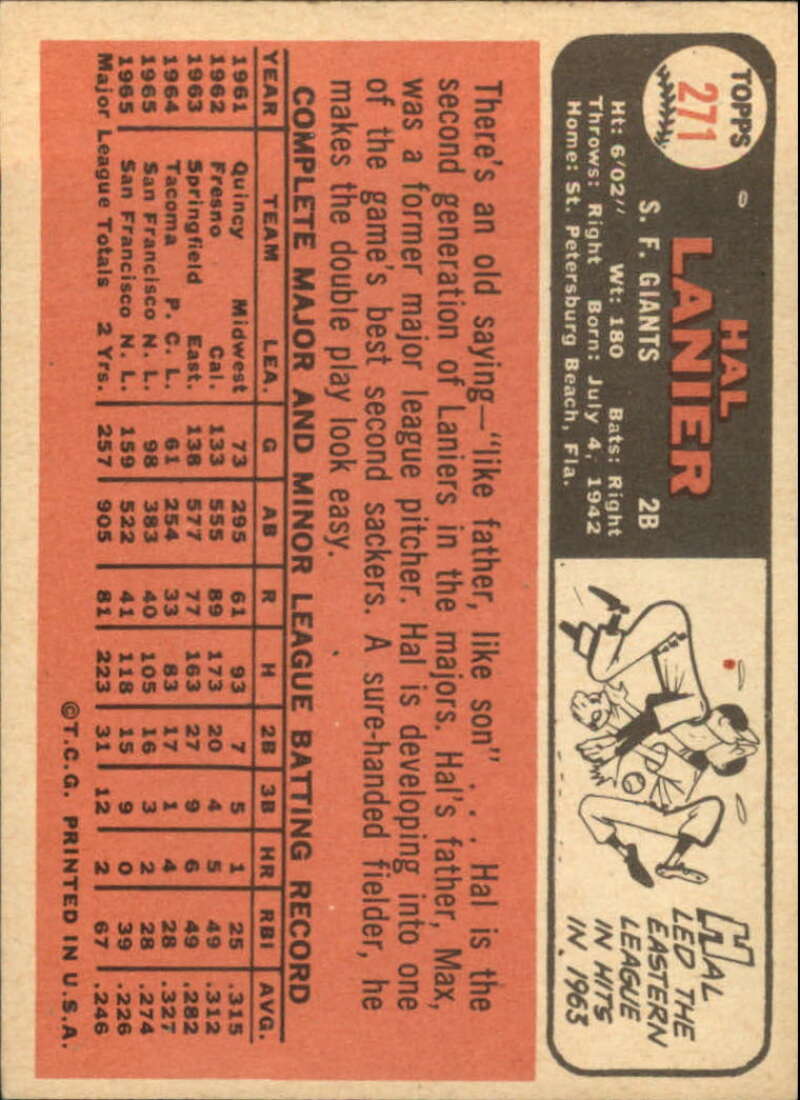 TOPPS
271
HAL
LANIER
S. F. GIANTS 2B
Ht: 6'02" Wt: 180 Bats: Right
Throws: Right Born: July 4, 1942
Home: St. Petersburg Beach, Fla.
HAL
LED THE
EASTERN
LEAGUE
IN HITS
IN 1963
There's an old saying—"like father, like son" . . . Hal is the
second generation of Laniers in the majors. Hal's father, Max,
was a former major league pitcher. Hal is developing into one
of the game's best second sackers. A sure-handed fielder, he
makes the double play look easy.
COMPLETE MAJOR AND MINOR LEAGUE BATTING RECORD
YEAR TEAM LEA. G AB R H 2B 3B HR RBI AVG.
1961 Quincy Midwest 73 295 61 93 7 5 1 25 .315
1962 Fresno Cal. 133 555 89 173 20 4 5 49 .312
1963 Springfield East. 138 577 77 163 27 9 6 49 .282
1964 Tacoma P. C. L. 61 254 33 83 17 1 4 28 .327
1965 San Francisco N. L. 98 383 40 105 16 3 2 28 .274
1965 San Francisco N. L. 159 522 41 118 15 9 0 39 .226
Major League Totals 2 Yrs. 257 905 81 223 31 12 2 67 .246
©T.C.G. PRINTED IN U.S.A.